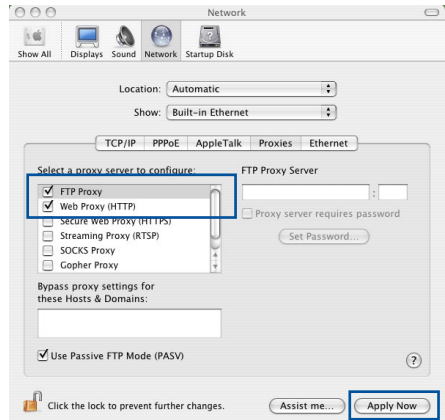 Network
Show All Displays Sound Network Startup Disk
Location: Automatic
Show: Built-in Ethernet
TCP/IP PPPoE AppleTalk Proxies Ethernet
Select a proxy server to configure:
FTP Proxy
Web Proxy (HTTP)
Secure Web Proxy (HTTPS)
Streaming Proxy (RTSP)
SOCKS Proxy
Gopher Proxy
FTP Proxy Server
:
Proxy server requires password
Set Password...
Bypass proxy settings for
these Hosts & Domains:
Use Passive FTP Mode (PASV)
?
Click the lock to prevent further changes.
Assist me... Apply Now